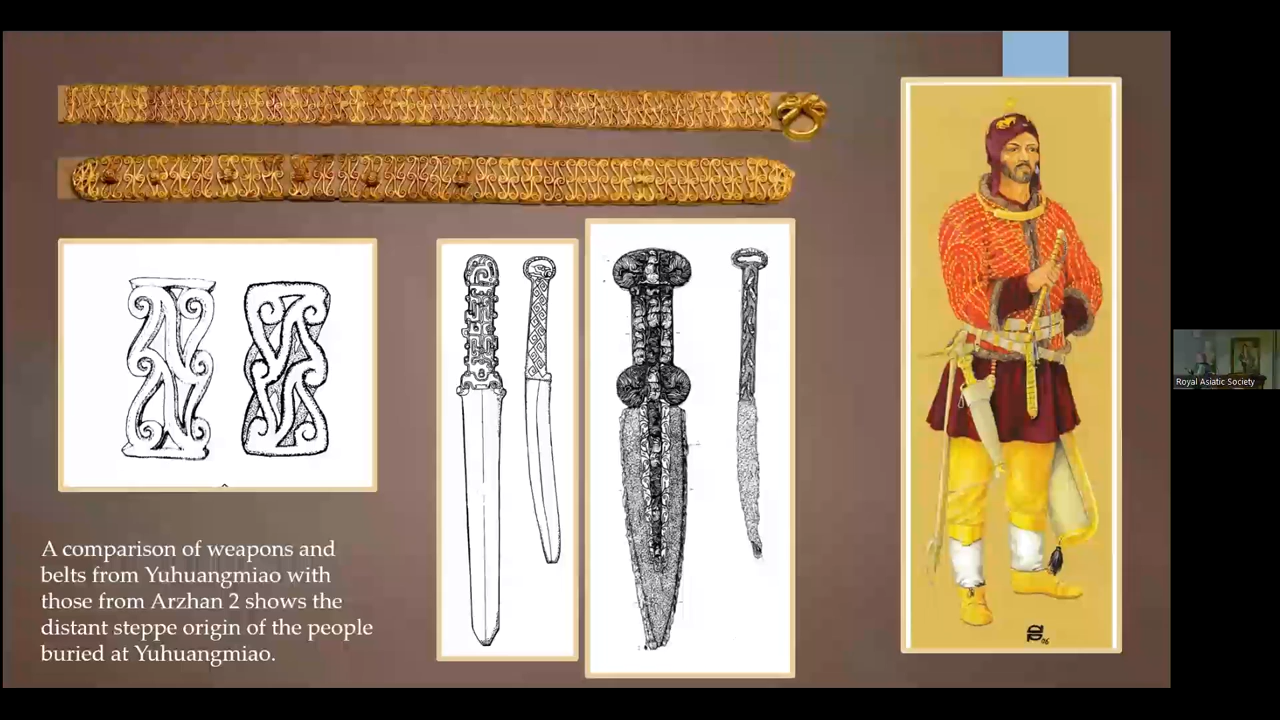 A comparison of weapons and
belts from Yuhuangmiao with
those from Arzhan 2 shows the
distant steppe origin of the people
buried at Yuhuangmiao.
Royal Asiatic Society